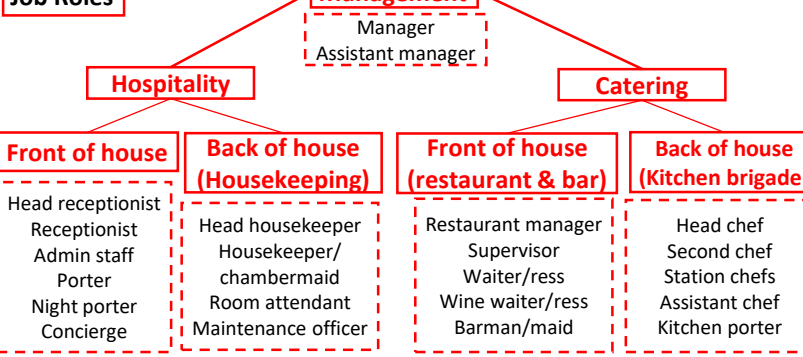 Job Roles
Management
Manager
Assistant manager
Hospitality
Catering
Front of house
Head receptionist
Receptionist
Admin staff
Porter
Night porter
Concierge
Back of house
(Housekeeping)
Head housekeeper
Housekeeper/
chambermaid
Room attendant
Maintenance officer
Front of house
(restaurant & bar)
Restaurant manager
Supervisor
Waiter/ress
Wine waiter/ress
Barman/maid
Back of house
(Kitchen brigade
Head chef
Second chef
Station chefs
Assistant chef
Kitchen porter